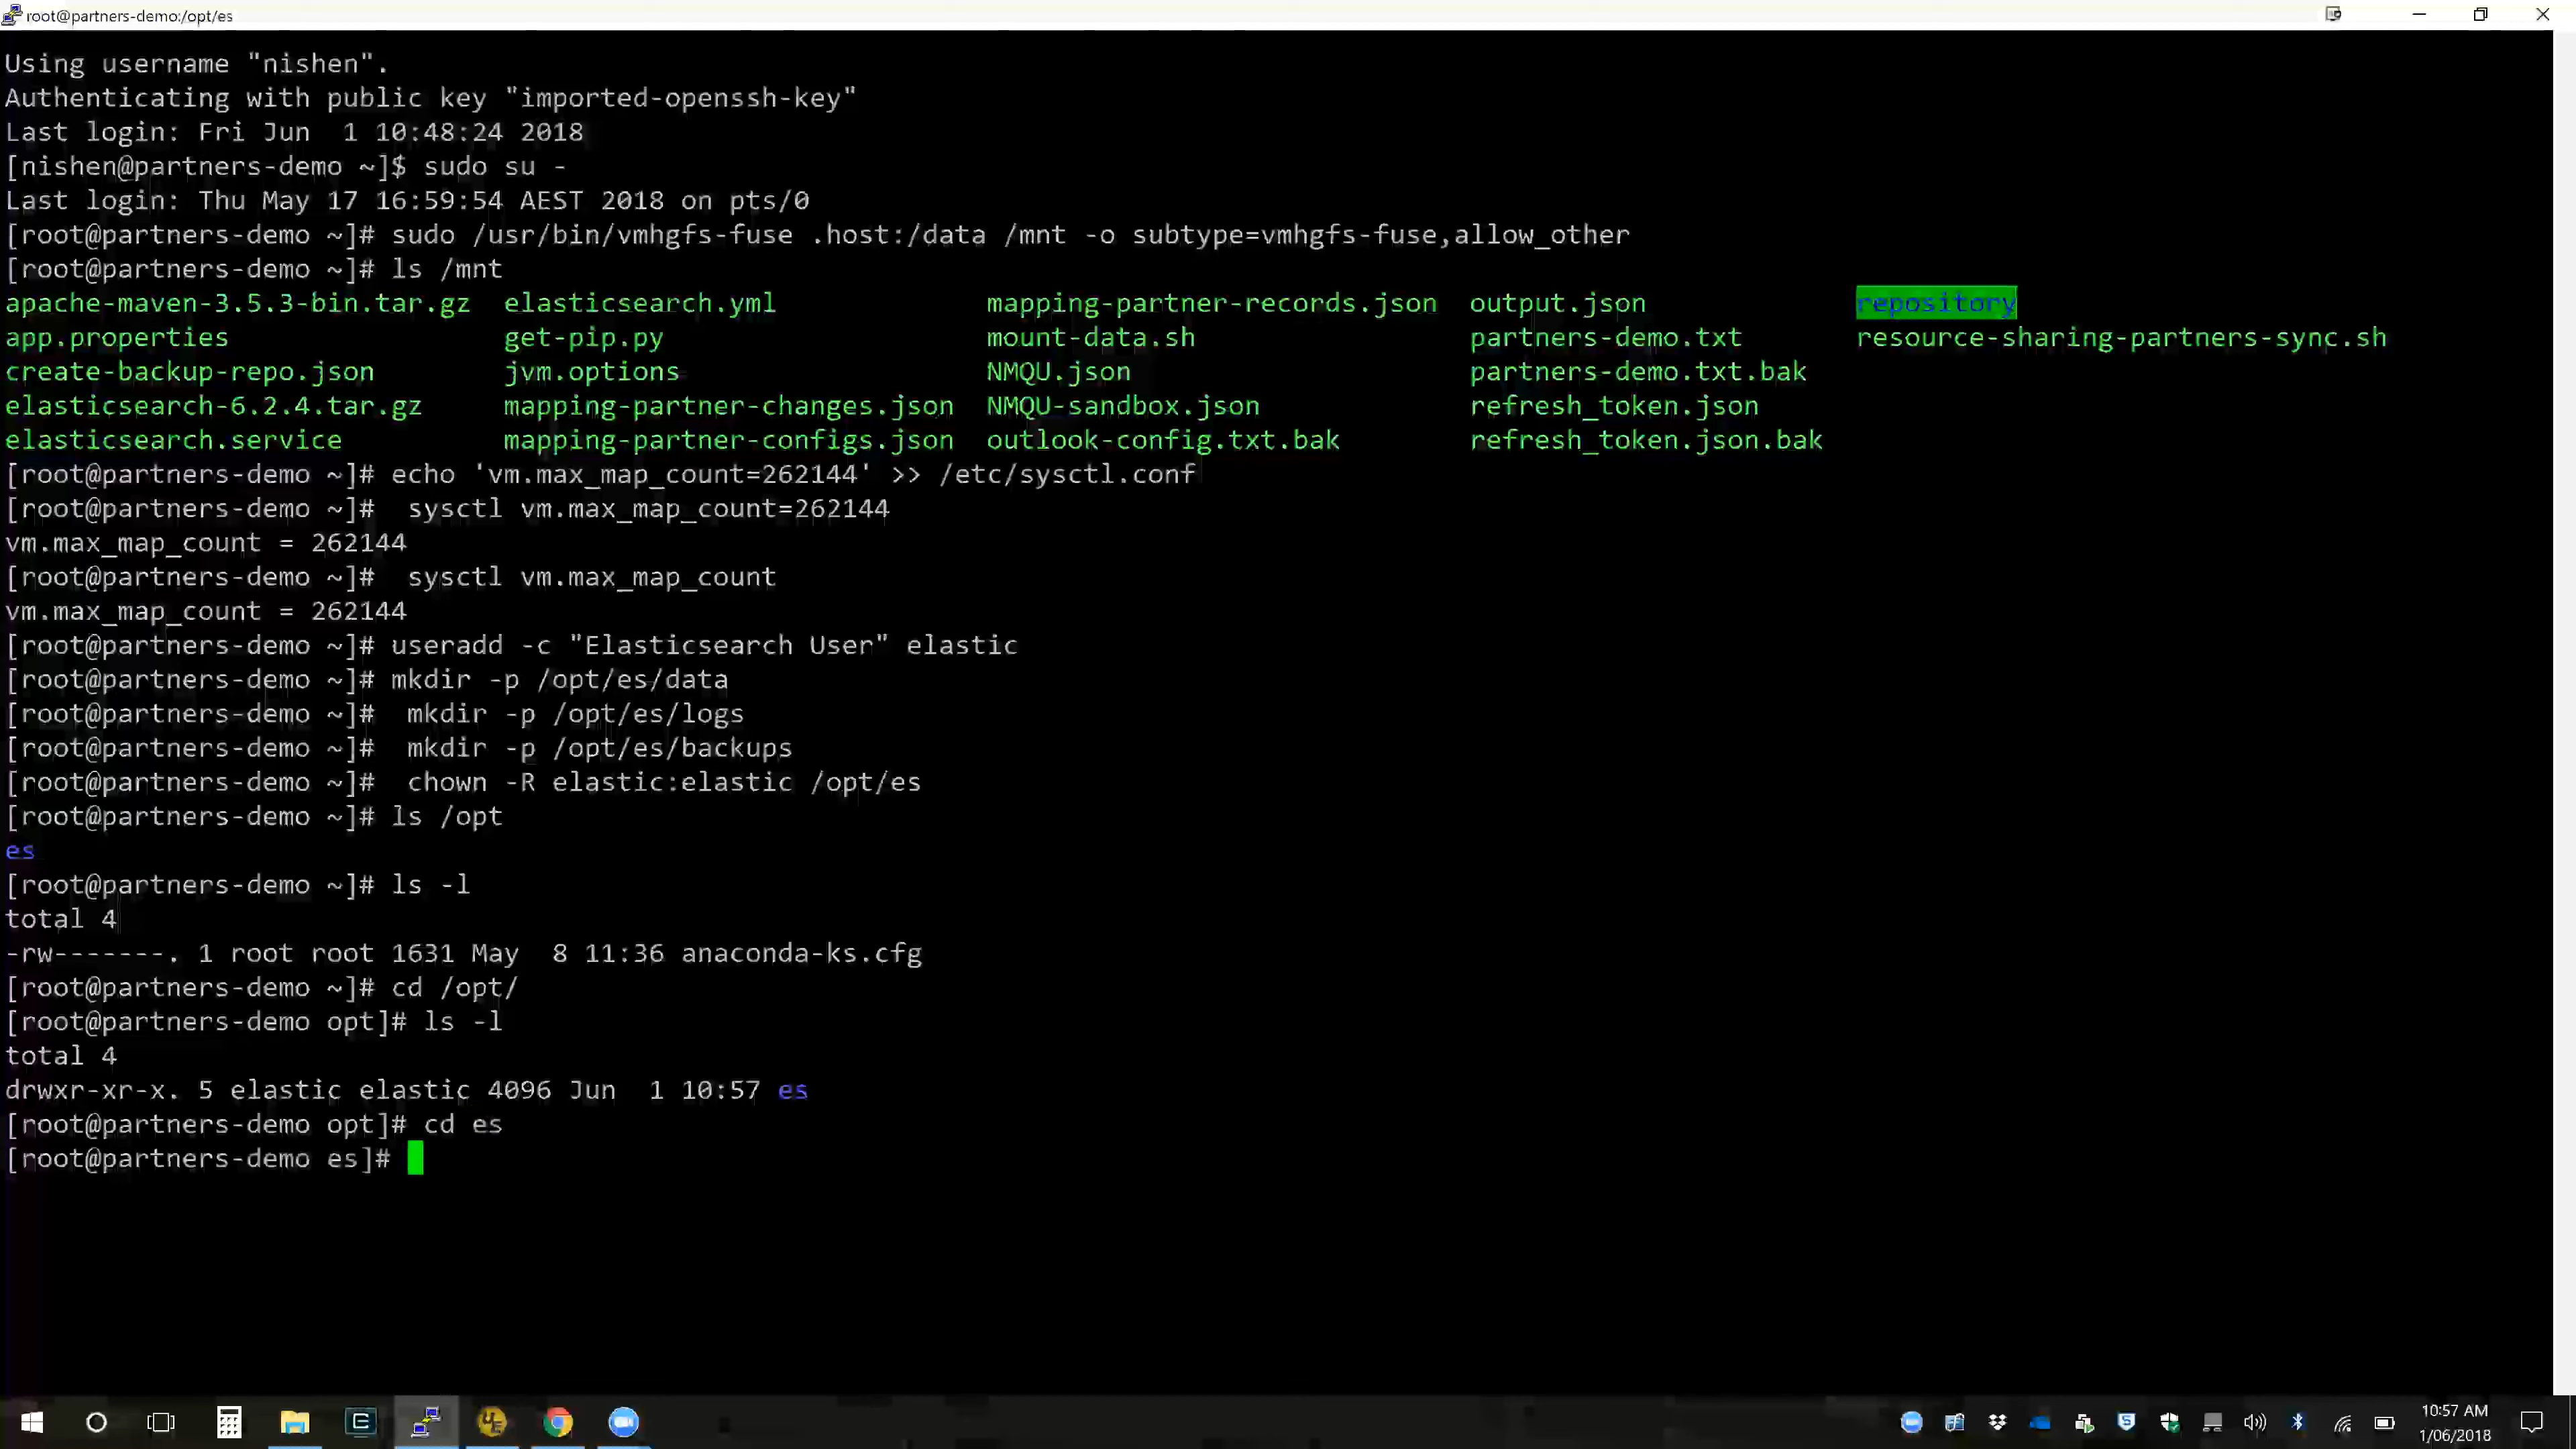 root@partners-demo:/opt/es
Using username "nishen".
Authenticating with public key "imported-openssh-key"
Last login: Fri Jun  1 10:48:24 2018
[nishen@partners-demo ~]$ sudo su -
Last login: Thu May 17 16:59:54 AEST 2018 on pts/0
[root@partners-demo ~]# sudo /usr/bin/vmhgfs-fuse .host:/data /mnt -o subtype=vmhgfs-fuse,allow_other
[root@partners-demo ~]# ls /mnt
apache-maven-3.5.3-bin.tar.gz  elasticsearch.yml             mapping-partner-records.json  output.json               repository
app.properties                 get-pip.py                    mount-data.sh                 partners-demo.txt         resource-sharing-partners-sync.sh
create-backup-repo.json        jvm.options                   NMQU.json                     partners-demo.txt.bak
elasticsearch-6.2.4.tar.gz     mapping-partner-changes.json  NMQU-sandbox.json             refresh_token.json
elasticsearch.service          mapping-partner-configs.json  outlook-config.txt.bak        refresh_token.json.bak
[root@partners-demo ~]# echo 'vm.max_map_count=262144' >> /etc/sysctl.conf
[root@partners-demo ~]#  sysctl vm.max_map_count=262144
vm.max_map_count = 262144
[root@partners-demo ~]#  sysctl vm.max_map_count
vm.max_map_count = 262144
[root@partners-demo ~]# useradd -c "Elasticsearch User" elastic
[root@partners-demo ~]# mkdir -p /opt/es/data
[root@partners-demo ~]#  mkdir -p /opt/es/logs
[root@partners-demo ~]#  mkdir -p /opt/es/backups
[root@partners-demo ~]#  chown -R elastic:elastic /opt/es
[root@partners-demo ~]# ls /opt
es
[root@partners-demo ~]# ls -l
total 4
-rw-------. 1 root root 1631 May  8 11:36 anaconda-ks.cfg
[root@partners-demo ~]# cd /opt/
[root@partners-demo opt]# ls -l
total 4
drwxr-xr-x. 5 elastic elastic 4096 Jun  1 10:57 es
[root@partners-demo opt]# cd es
[root@partners-demo es]#
10:57 AM
1/06/2018